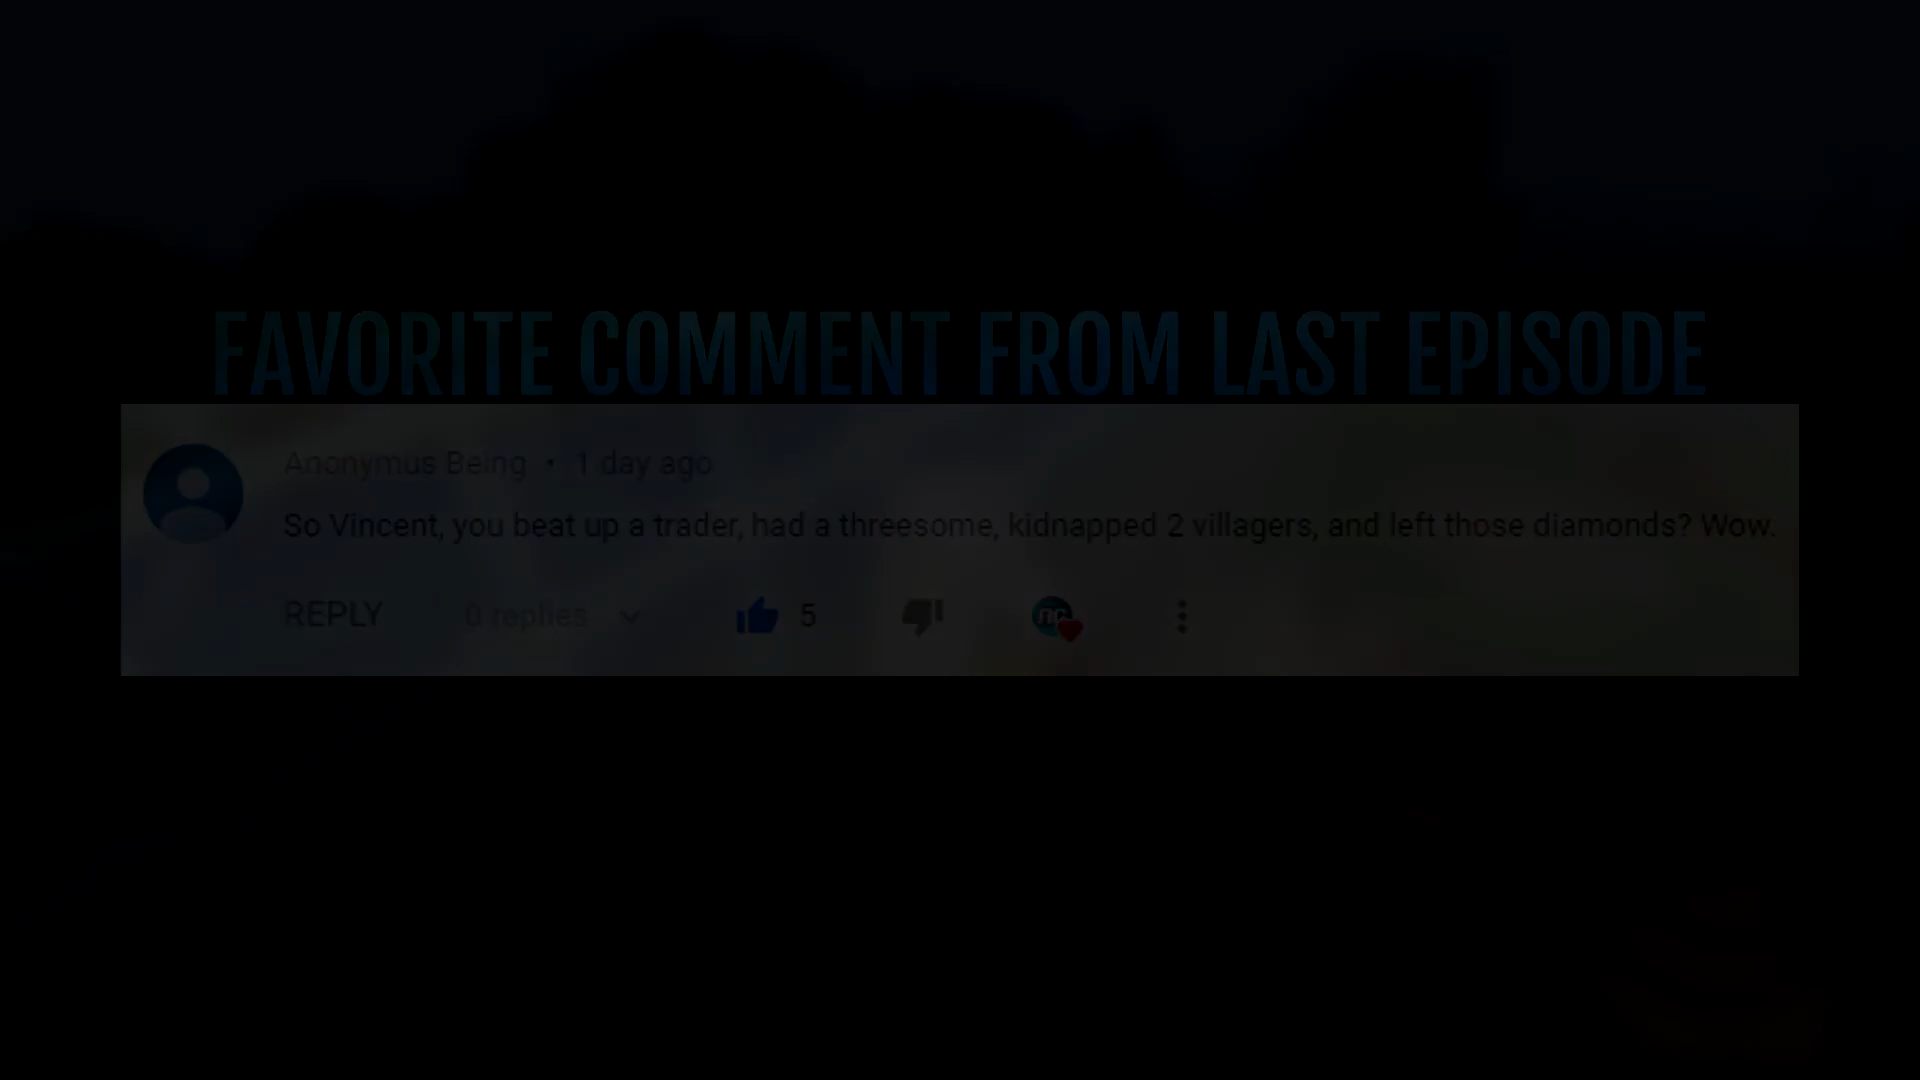 FAVORITE COMMENT FROM LAST EPISODE
Anonymus Being • 1 day ago
So Vincent, you beat up a trader, had a threesome, kidnapped 2 villagers, and left those diamonds? Wow.
REPLY 0 replies 5